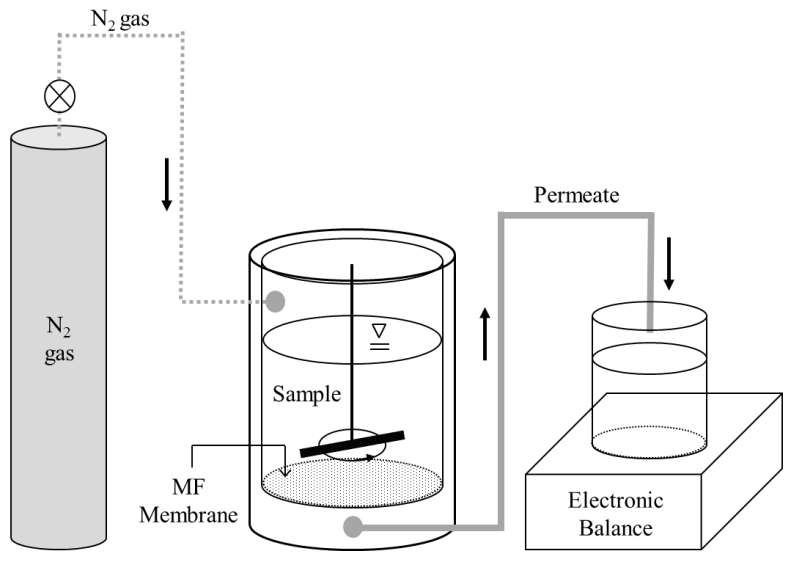 N₂ gas
N₂
gas
Permeate
Sample
MF
Membrane
Electronic
Balance